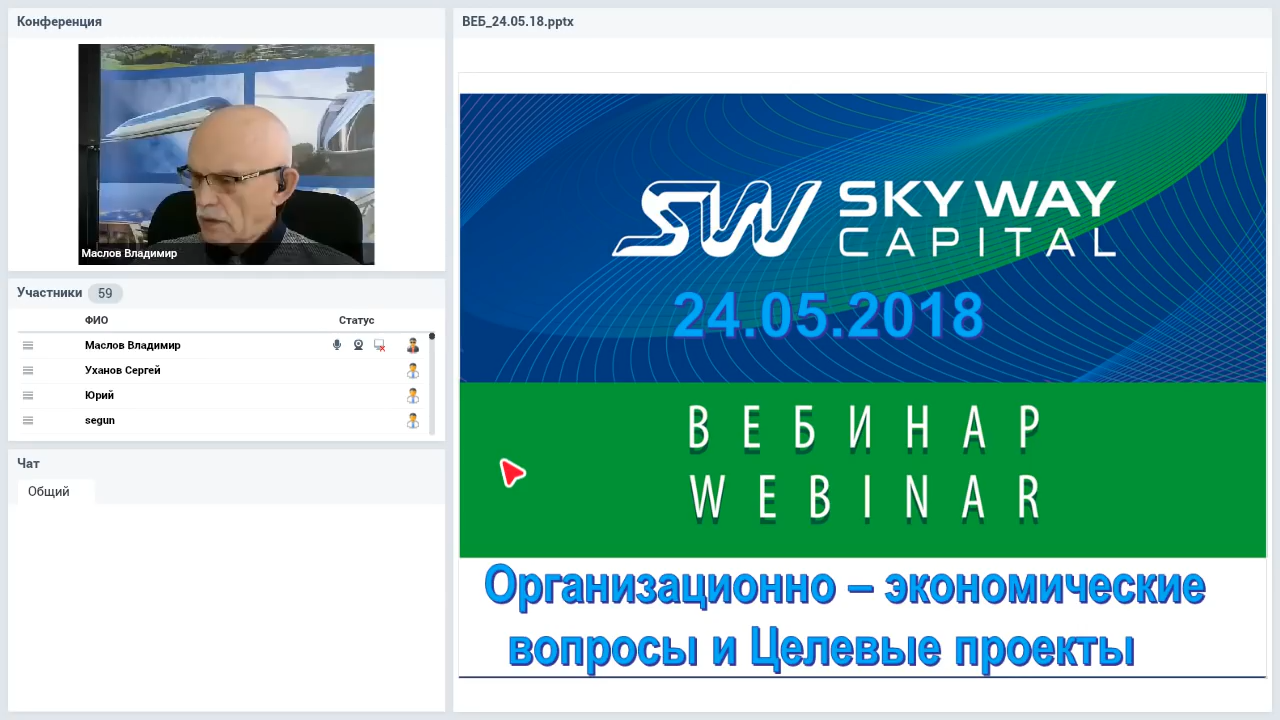 Конференция
Маслов Владимир
Участники 59
ФИО Статус
Маслов Владимир
Уханов Сергей
Юрий
segun
Чат
Общий
ВЕБ_24.05.18.pptx
SW SKY WAY
CAPITAL
24.05.2018
ВЕБИНАР
WEBINAR
Организационно – экономические
вопросы и Целевые проекты